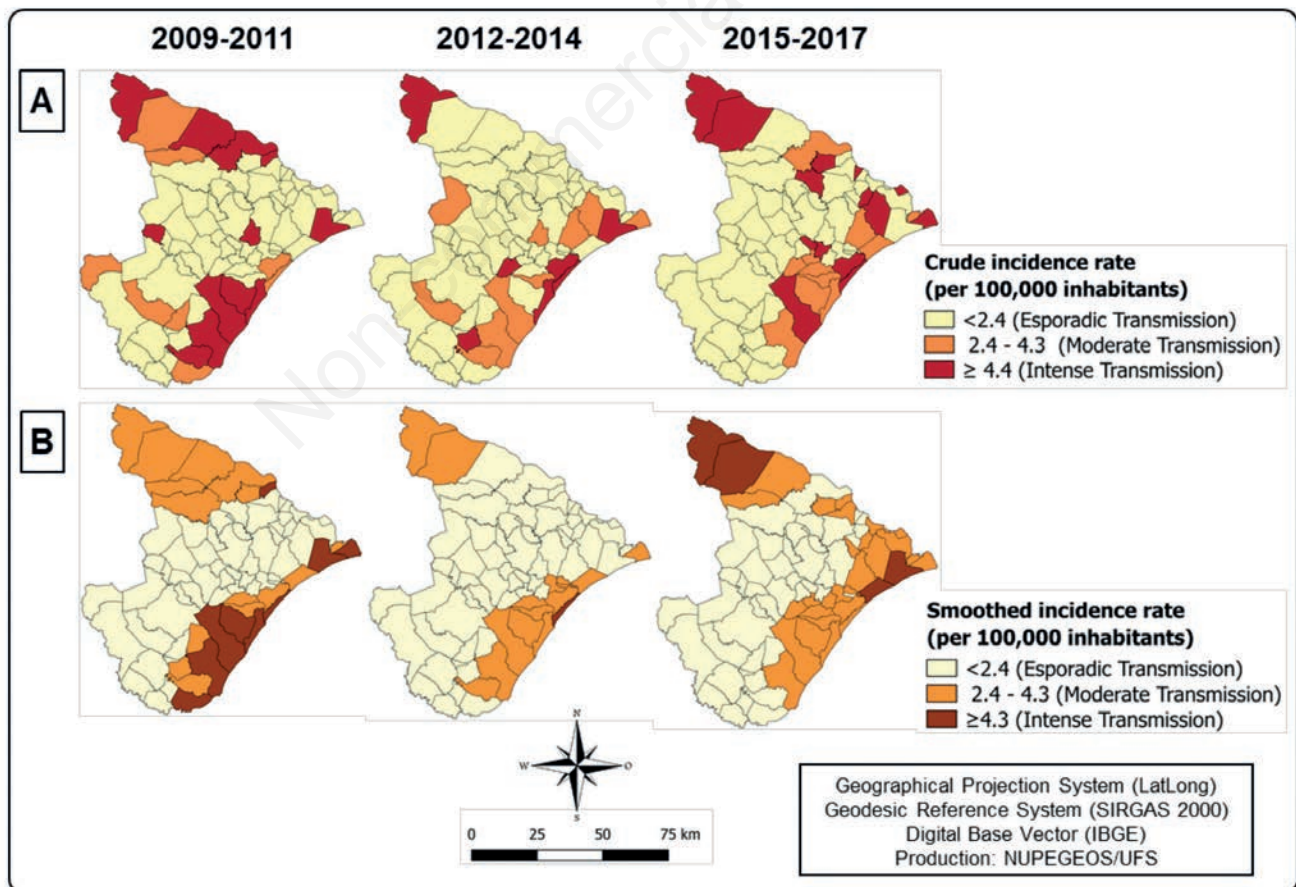 Non-commercial
2009-2011
2012-2014
2015-2017
A
Crude incidence rate
(per 100,000 inhabitants)
<2.4 (Esporadic Transmission)
2.4 - 4.3 (Moderate Transmission)
≥ 4.4 (Intense Transmission)
B
Smoothed incidence rate
(per 100,000 inhabitants)
<2.4 (Esporadic Transmission)
2.4 - 4.3 (Moderate Transmission)
≥4.3 (Intense Transmission)
N
W
O
S
0 25 50 75 km
Geographical Projection System (LatLong)
Geodesic Reference System (SIRGAS 2000)
Digital Base Vector (IBGE)
Production: NUPEGEOS/UFS